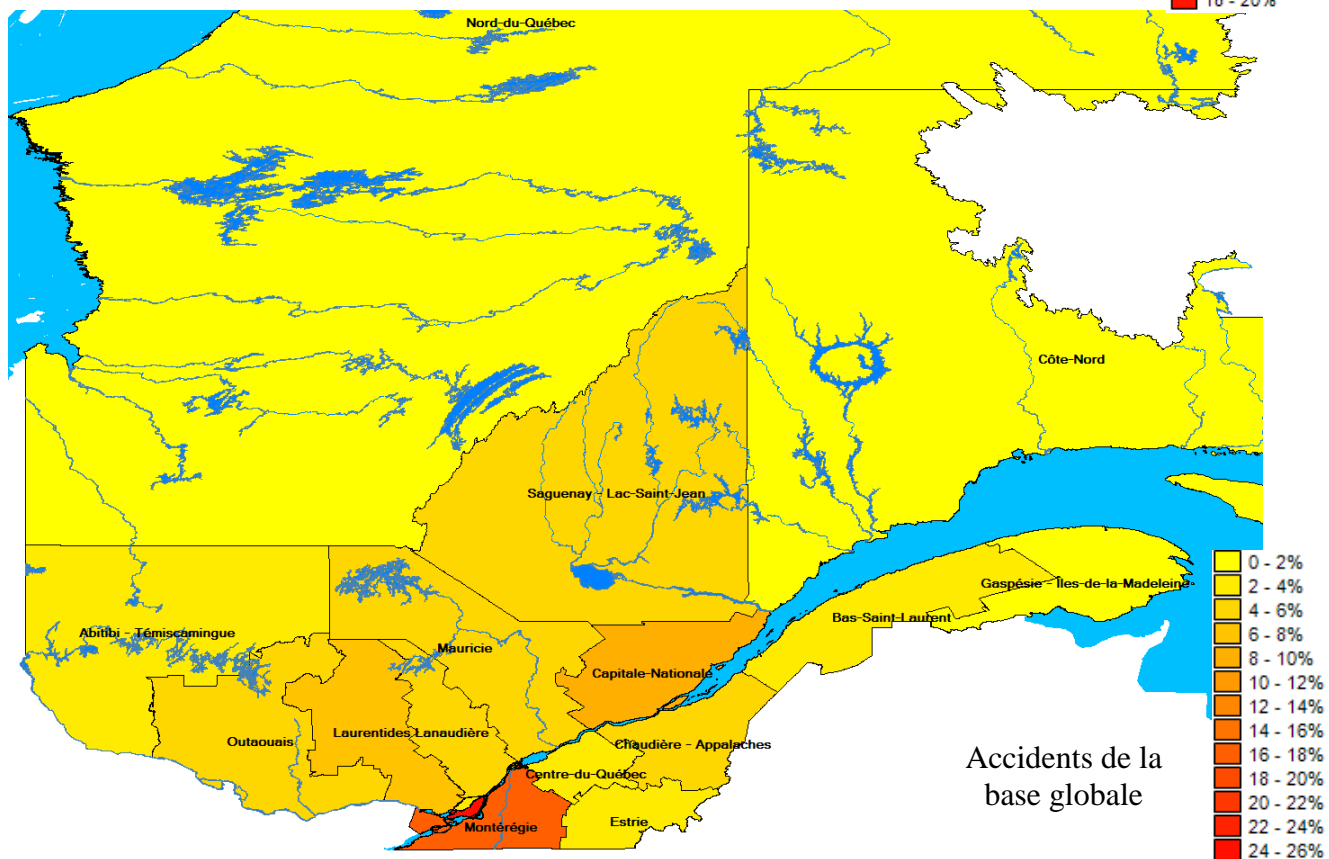 16 - 20%
Nord-du-Québec
Côte-Nord
Saguenay - Lac-Saint-Jean
Gaspésie - Îles-de-la-Madeleine
Bas-Saint-Laurent
Abitibi - Témiscamingue
Mauricie
Capitale-Nationale
Outaouais
Laurentides
Lanaudière
Chaudière - Appalaches
Centre-du-Québec
Estrie
Montérégie
Accidents de la
base globale
0 - 2%
2 - 4%
4 - 6%
6 - 8%
8 - 10%
10 - 12%
12 - 14%
14 - 16%
16 - 18%
18 - 20%
20 - 22%
22 - 24%
24 - 26%